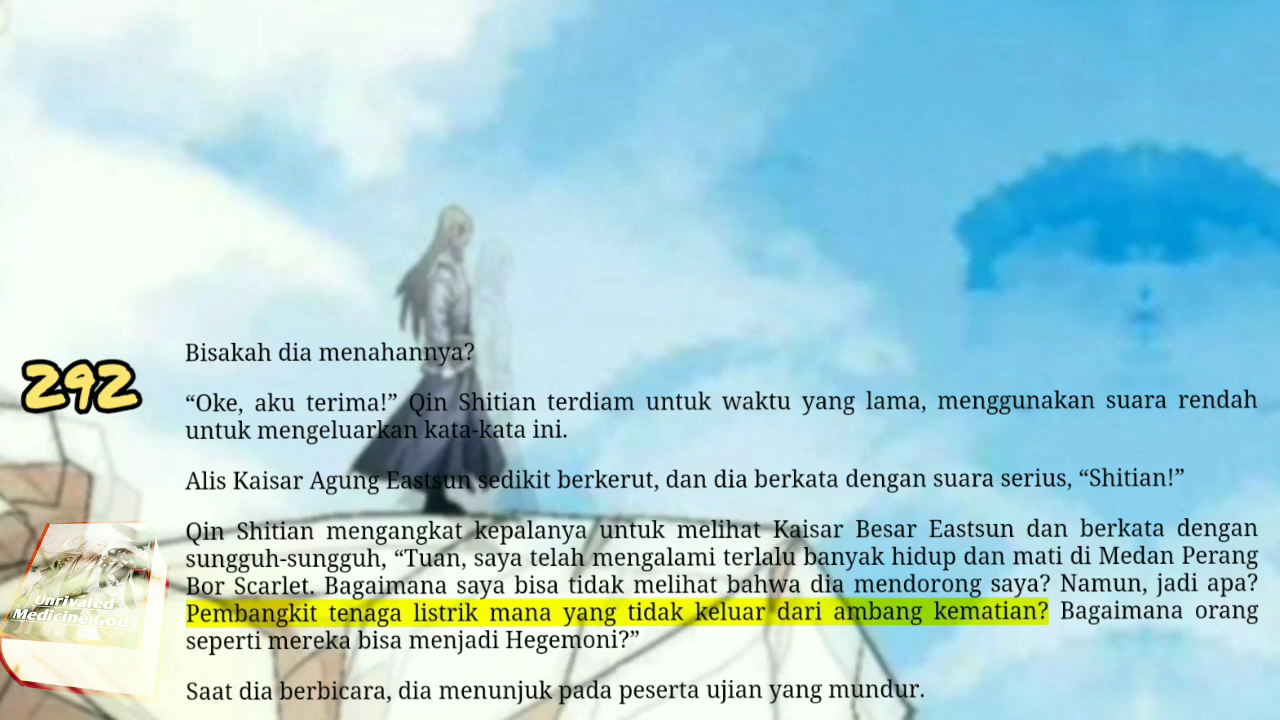 Bisakah dia menahannya?
“Oke, aku terima!” Qin Shitian terdiam untuk waktu yang lama, menggunakan suara rendah
untuk mengeluarkan kata-kata ini.
Alis Kaisar Agung Eastsun sedikit berkerut, dan dia berkata dengan suara serius, “Shitian!”
292
Qin Shitian mengangkat kepalanya untuk melihat Kaisar Besar Eastsun dan berkata dengan
sungguh-sungguh, “Tuan, saya telah mengalami terlalu banyak hidup dan mati di Medan Perang
Bor Scarlet. Bagaimana saya bisa tidak melihat bahwa dia mendorong saya? Namun, jadi apa?
Pembangkit tenaga listrik mana yang tidak keluar dari ambang kematian? Bagaimana orang
seperti mereka bisa menjadi Hegemoni?”
Saat dia berbicara, dia menunjuk pada peserta ujian yang mundur.
Unrivaled
Medicine God